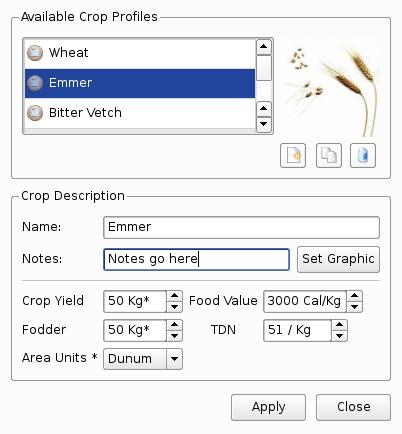 Available Crop Profiles
Wheat
Emmer
Bitter Vetch
Crop Description
Name: Emmer
Notes: Notes go here Set Graphic
Crop Yield 50 Kg* Food Value 3000 Cal/Kg
Fodder 50 Kg* TDN 51 / Kg
Area Units * Dunum
Apply Close